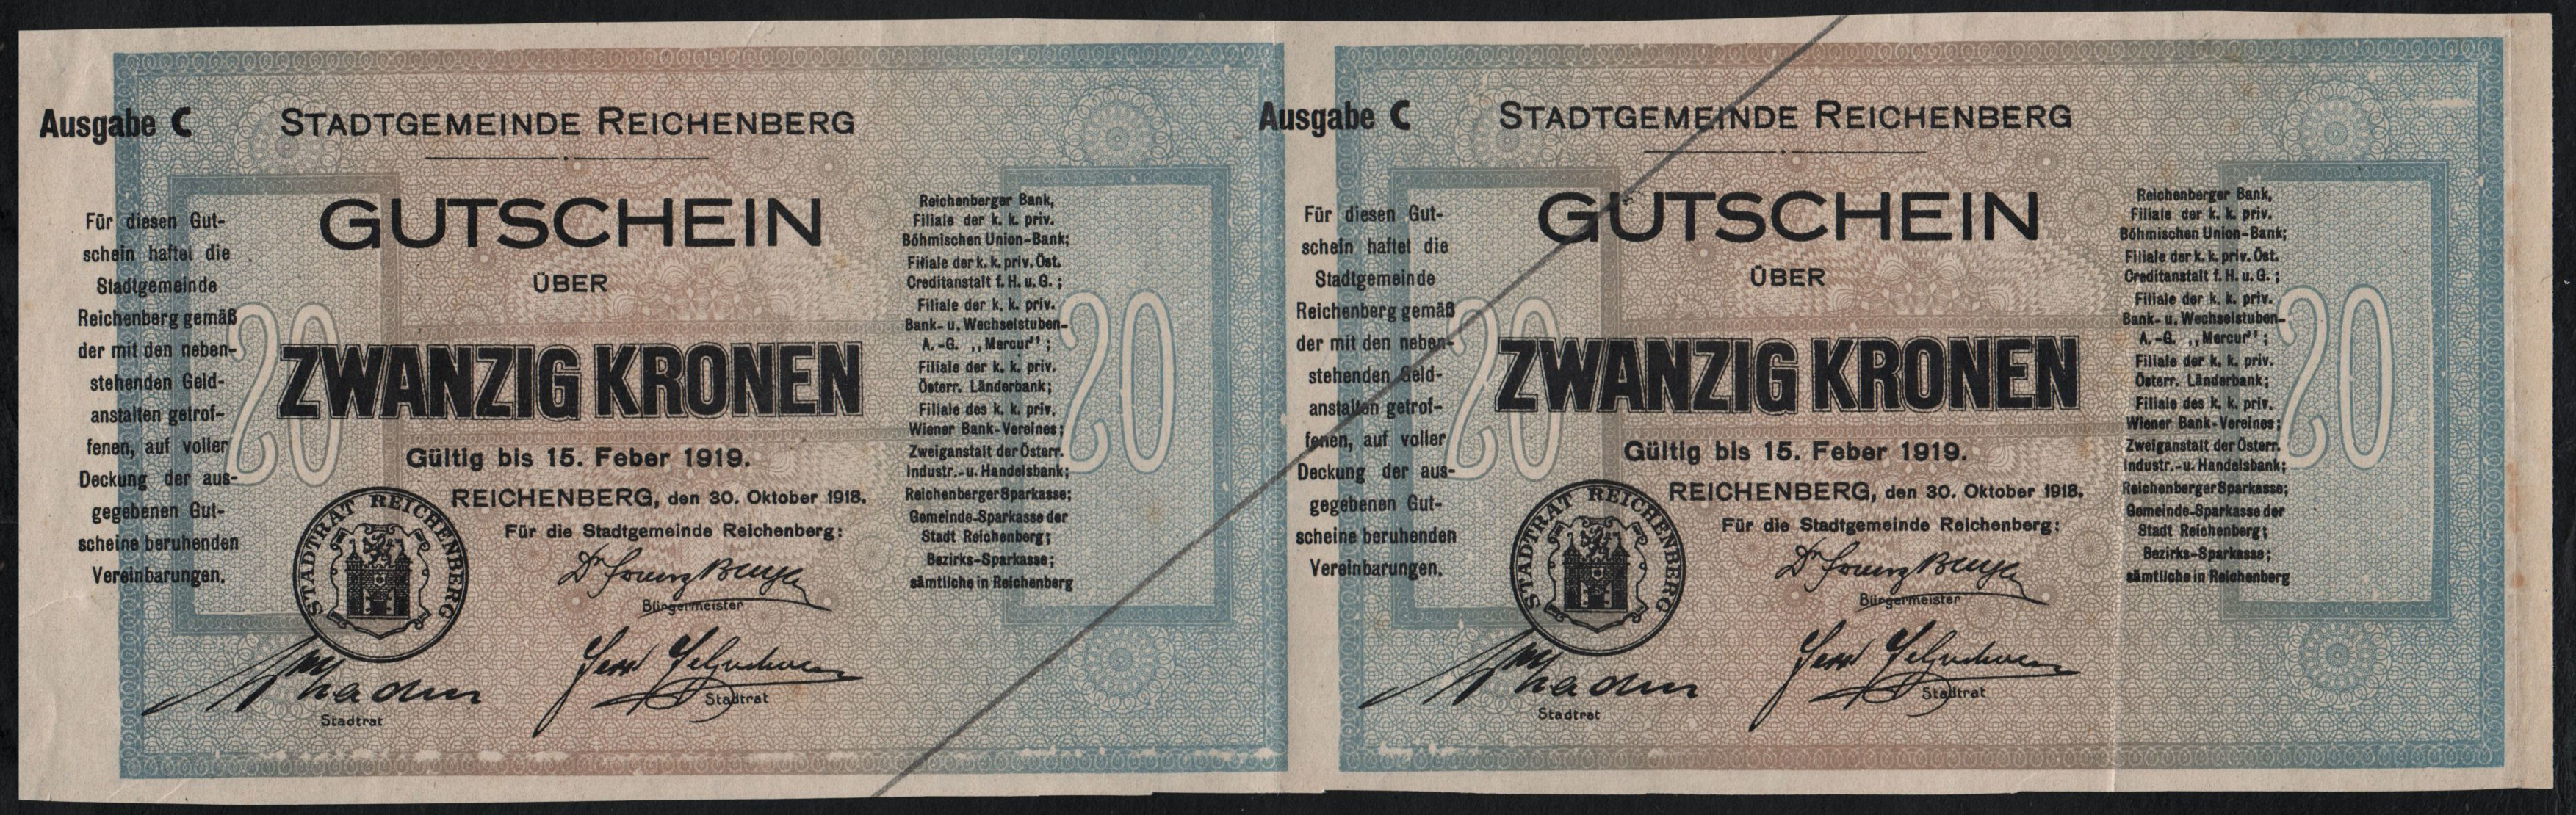 Ausgabe C
STADTGEMEINDE REICHENBERG
GUTSCHEIN
ÜBER
ZWANZIG KRONEN
Gültig bis 15. Feber 1919.
REICHENBERG, den 30. Oktober 1918.
Für die Stadtgemeinde Reichenberg:
Dr Franz Bayer
Bürgermeister
Stadtrat
Stadtrat
STADTRAT REICHENBERG
Für diesen Gut-
schein haftet die
Stadtgemeinde
Reichenberg gemäß
der mit den neben-
stehenden Geld-
anstalten getrof-
fenen, auf voller
Deckung der aus-
gegebenen Gut-
scheine beruhenden
Vereinbarungen.
20
Reichenberger Bank,
Filiale der k. k. priv.
Böhmischen Union-Bank;
Filiale der k. k. priv. Öst.
Creditanstalt f. H. u. G. ;
Filiale der k. k. priv.
Bank- u. Wechselstuben-
A.-G. „Mercur" ;
Filiale der k. k. priv.
Österr. Länderbank;
Filiale des k. k. priv.
Wiener Bank-Vereines;
Zweiganstalt der Österr.
Industr.-u. Handelsbank;
Reichenberger Sparkasse;
Gemeinde-Sparkasse der
Stadt Reichenberg;
Bezirks-Sparkasse;
sämtliche in Reichenberg
20
Ausgabe C
STADTGEMEINDE REICHENBERG
GUTSCHEIN
ÜBER
ZWANZIG KRONEN
Gültig bis 15. Feber 1919.
REICHENBERG, den 30. Oktober 1918.
Für die Stadtgemeinde Reichenberg:
Dr Franz Bayer
Bürgermeister
Stadtrat
Stadtrat
STADTRAT REICHENBERG
Für diesen Gut-
schein haftet die
Stadtgemeinde
Reichenberg gemäß
der mit den neben-
stehenden Geld-
anstalten getrof-
fenen, auf voller
Deckung der aus-
gegebenen Gut-
scheine beruhenden
Vereinbarungen.
20
Reichenberger Bank,
Filiale der k. k. priv.
Böhmischen Union-Bank;
Filiale der k. k. priv. Öst.
Creditanstalt f. H. u. G. ;
Filiale der k. k. priv.
Bank- u. Wechselstuben-
A.-G. „Mercur" ;
Filiale der k. k. priv.
Österr. Länderbank;
Filiale des k. k. priv.
Wiener Bank-Vereines;
Zweiganstalt der Österr.
Industr.-u. Handelsbank;
Reichenberger Sparkasse;
Gemeinde-Sparkasse der
Stadt Reichenberg;
Bezirks-Sparkasse;
sämtliche in Reichenberg
20